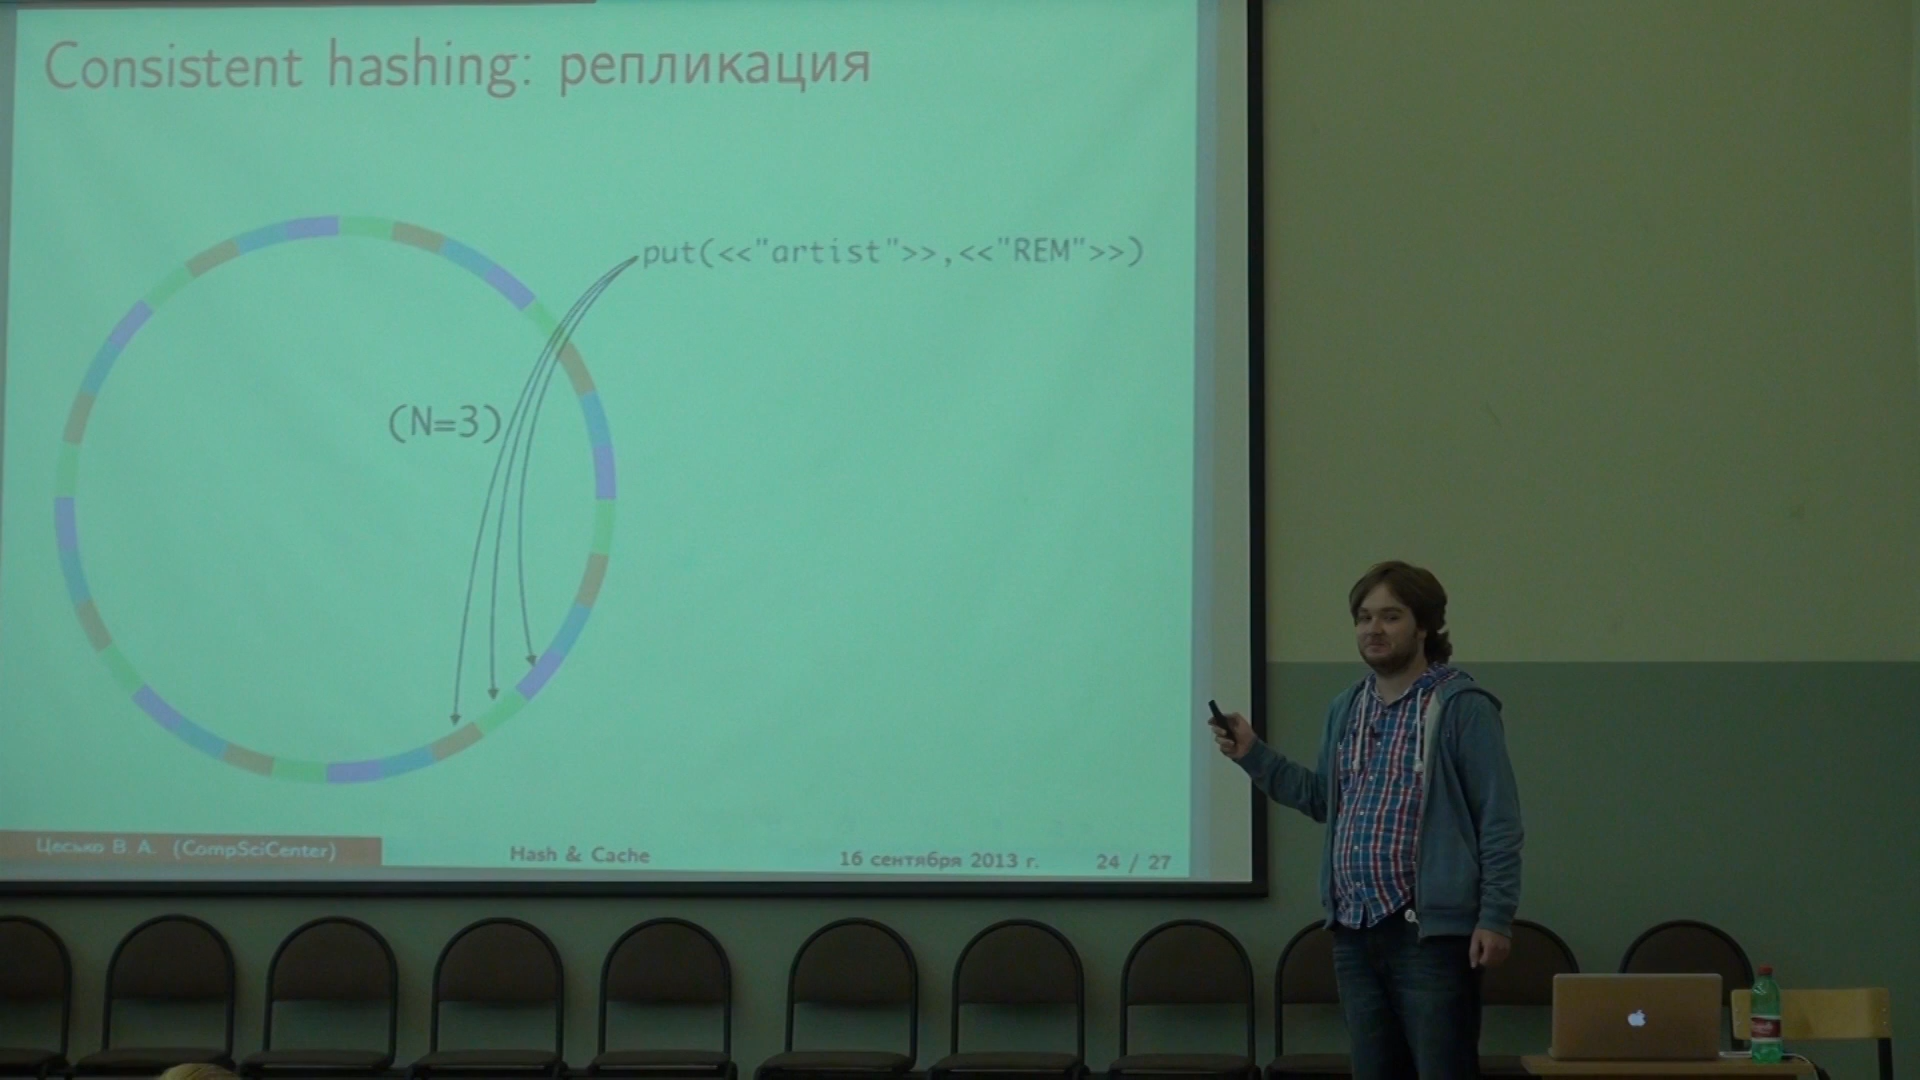 Consistent hashing: репликация
put(<<"artist">>,<<"REM">>)
(N=3)
Цесько В. А. (CompSciCenter)
Hash & Cache
16 сентября 2013 г.
24 / 27